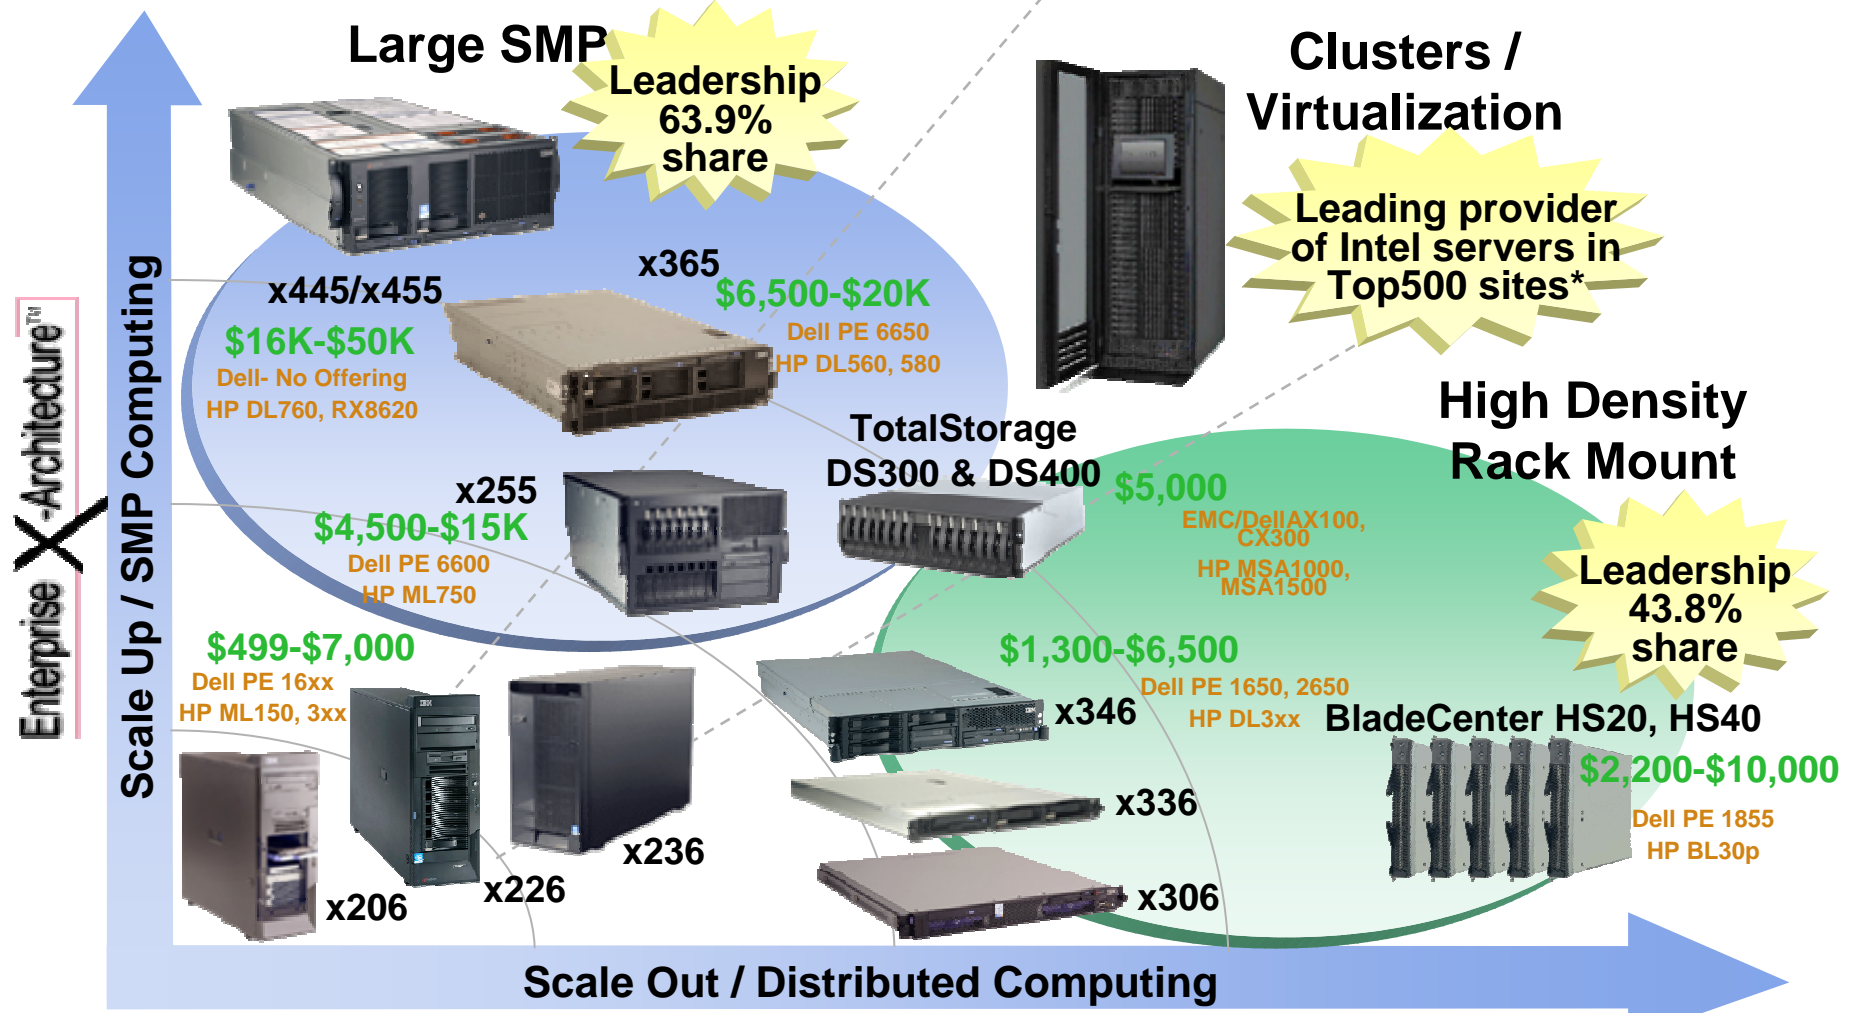 Large SMP
Leadership
63.9%
share
Clusters /
Virtualization
Leading provider
of Intel servers in
Top500 sites*
x445/x455
$16K-$50K
Dell- No Offering
HP DL760, RX8620
x365
$6,500-$20K
Dell PE 6650
HP DL560, 580
High Density
Rack Mount
Leadership
43.8%
share
TotalStorage
DS300 & DS400
$5,000
EMC/DellAX100,
CX300
HP MSA1000,
MSA1500
x255
$4,500-$15K
Dell PE 6600
HP ML750
$499-$7,000
Dell PE 16xx
HP ML150, 3xx
x206
x226
x236
$1,300-$6,500
Dell PE 1650, 2650
HP DL3xx
x346
x336
x306
BladeCenter HS20, HS40
$2,200-$10,000
Dell PE 1855
HP BL30p
Enterprise X-Architecture™
Scale Up / SMP Computing
Scale Out / Distributed Computing